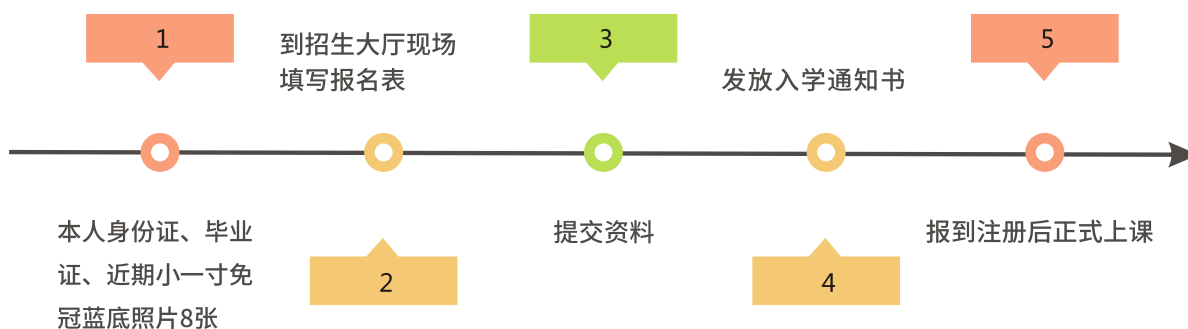 1
本人身份证、毕业
证、近期小一寸免
冠蓝底照片8张
到招生大厅现场
填写报名表
2
3
提交资料
发放入学通知书
4
5
报到注册后正式上课